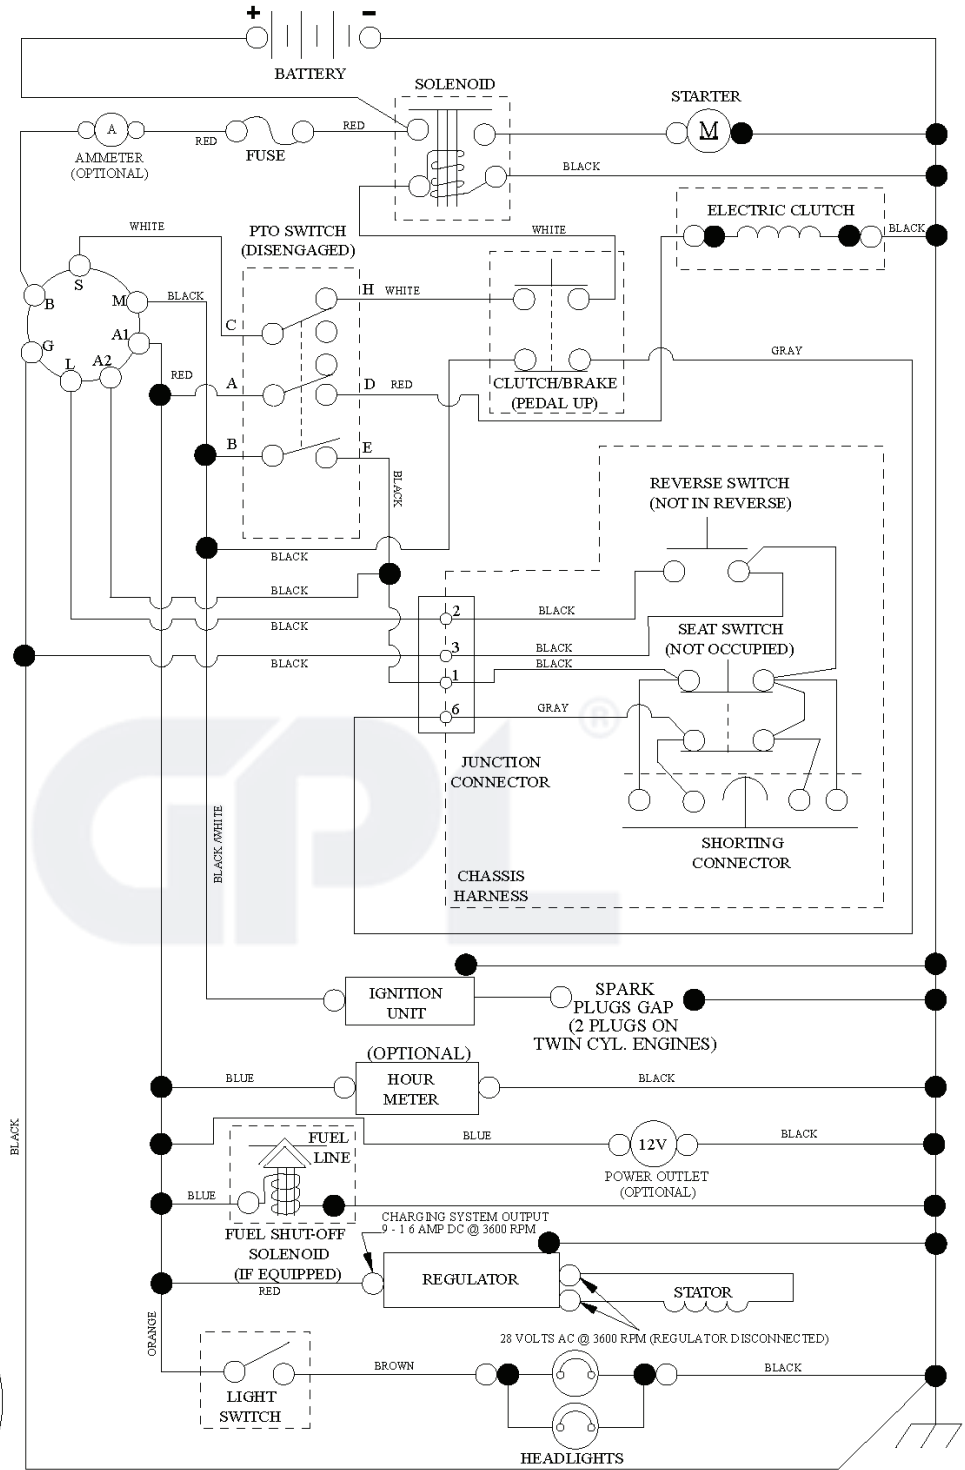 +
-
BATTERY
SOLENOID
STARTER
M
A
RED
RED
AMMETER
(OPTIONAL)
FUSE
BLACK
ELECTRIC CLUTCH
BLACK
WHITE
PTO SWITCH
(DISENGAGED)
WHITE
S
B
M
BLACK
H
WHITE
A1
C
G
L
A2
RED
A
D
RED
CLUTCH/BRAKE
(PEDAL UP)
GRAY
B
E
BLACK
REVERSE SWITCH
(NOT IN REVERSE)
BLACK
BLACK
BLACK
2
BLACK
SEAT SWITCH
(NOT OCCUPIED)
BLACK
3
BLACK
1
BLACK
6
GRAY
JUNCTION
CONNECTOR
GPL®
BLACK /WHITE
SHORTING
CONNECTOR
CHASSIS
HARNESS
IGNITION
UNIT
SPARK
PLUGS GAP
(2 PLUGS ON
TWIN CYL. ENGINES)
(OPTIONAL)
BLUE
HOUR
METER
BLACK
BLACK
FUEL
LINE
BLUE
12V
BLACK
POWER OUTLET
(OPTIONAL)
BLUE
FUEL SHUT-OFF
SOLENOID
(IF EQUIPPED)
CHARGING SYSTEM OUTPUT
9 - 1 6 AMP DC @ 3600 RPM
RED
REGULATOR
STATOR
ORANGE
28 VOLTS AC @ 3600 RPM (REGULATOR DISCONNECTED)
LIGHT
SWITCH
BROWN
BLACK
HEADLIGHTS